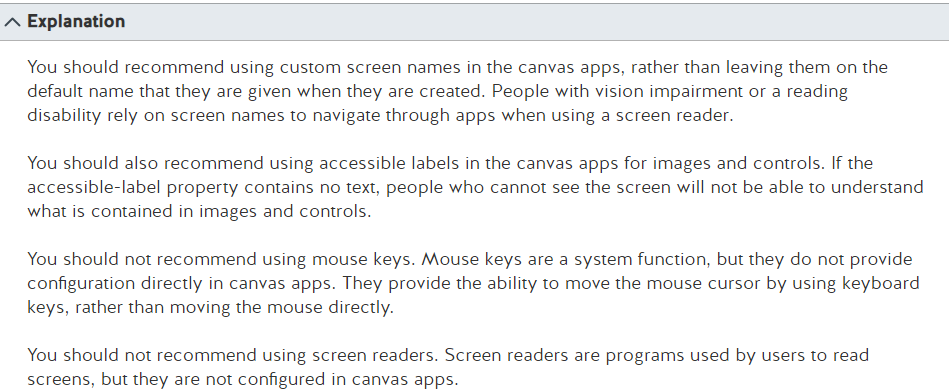 Explanation
You should recommend using custom screen names in the canvas apps, rather than leaving them on the
default name that they are given when they are created. People with vision impairment or a reading
disability rely on screen names to navigate through apps when using a screen reader.
You should also recommend using accessible labels in the canvas apps for images and controls. If the
accessible-label property contains no text, people who cannot see the screen will not be able to understand
what is contained in images and controls.
You should not recommend using mouse keys. Mouse keys are a system function, but they do not provide
configuration directly in canvas apps. They provide the ability to move the mouse cursor by using keyboard
keys, rather than moving the mouse directly.
You should not recommend using screen readers. Screen readers are programs used by users to read
screens, but they are not configured in canvas apps.